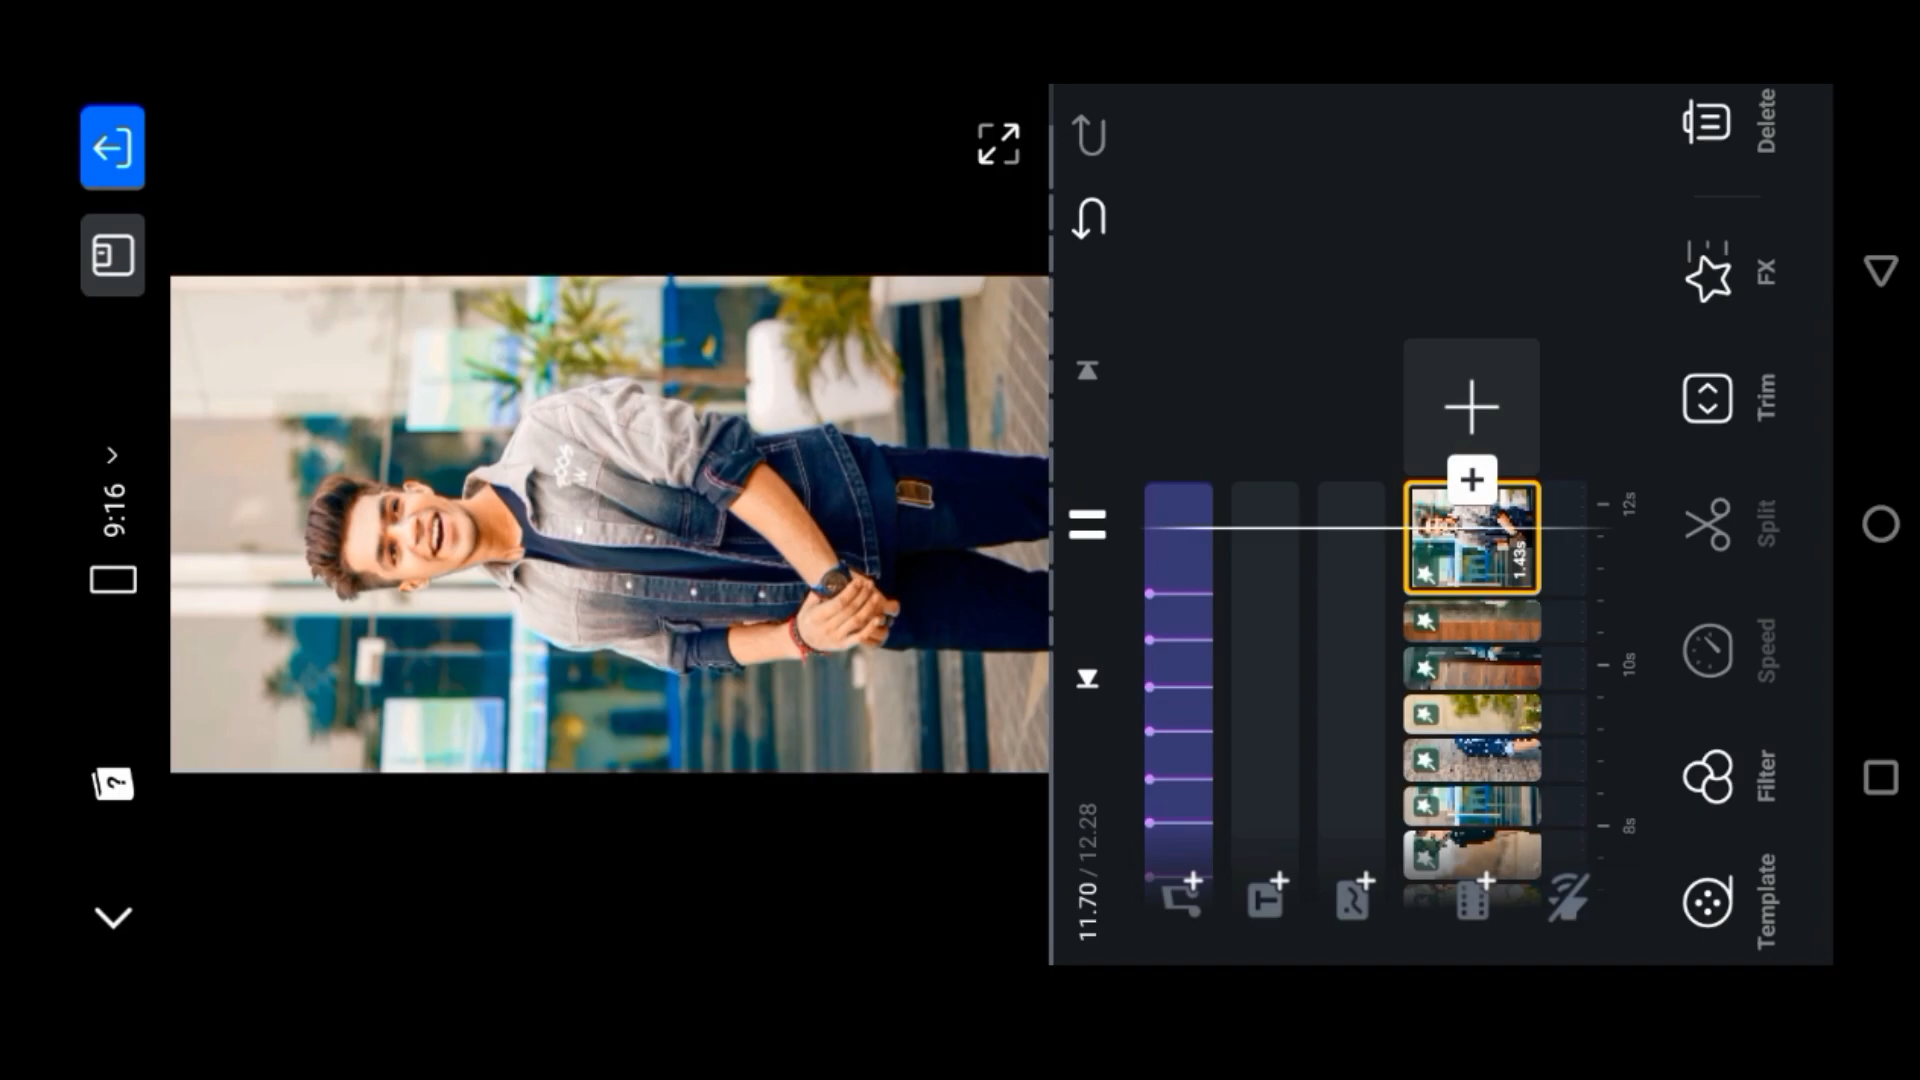 9:16
11.70 / 12.28
1.43s
8s
10s
12s
Template
Filter
Speed
Split
Trim
FX
Delete